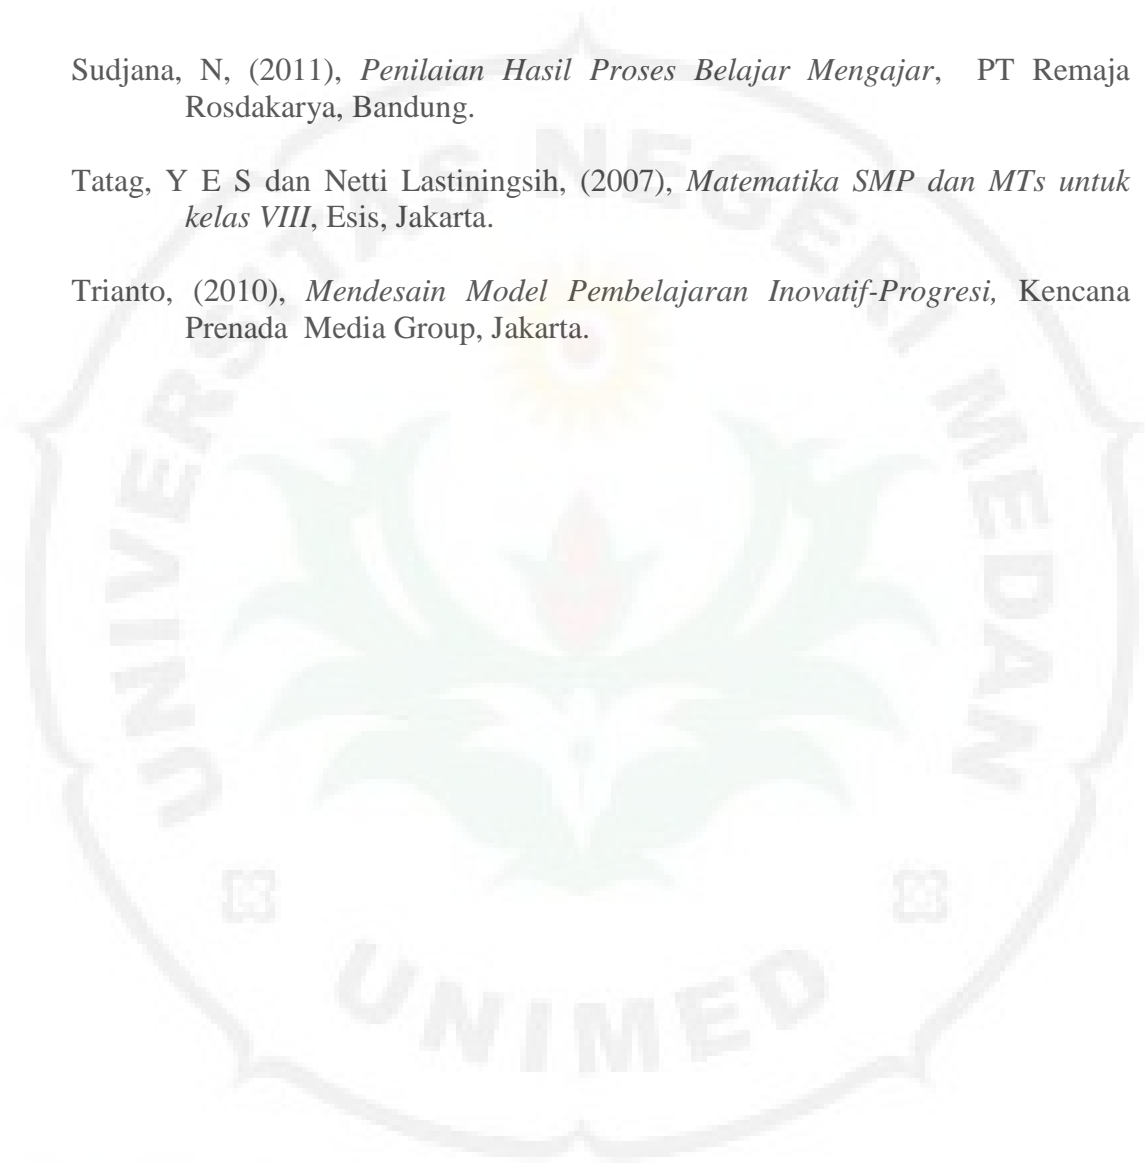 Sudjana, N, (2011), Penilaian Hasil Proses Belajar Mengajar, PT Remaja
Rosdakarya, Bandung.
Tatag, Y E S dan Netti Lastiningsih, (2007), Matematika SMP dan MTs untuk
kelas VIII, Esis, Jakarta.
Trianto, (2010), Mendesain Model Pembelajaran Inovatif-Progresi, Kencana
Prenada Media Group, Jakarta.
UNIVERSITAS NEGERI MEDAN
UNIMED